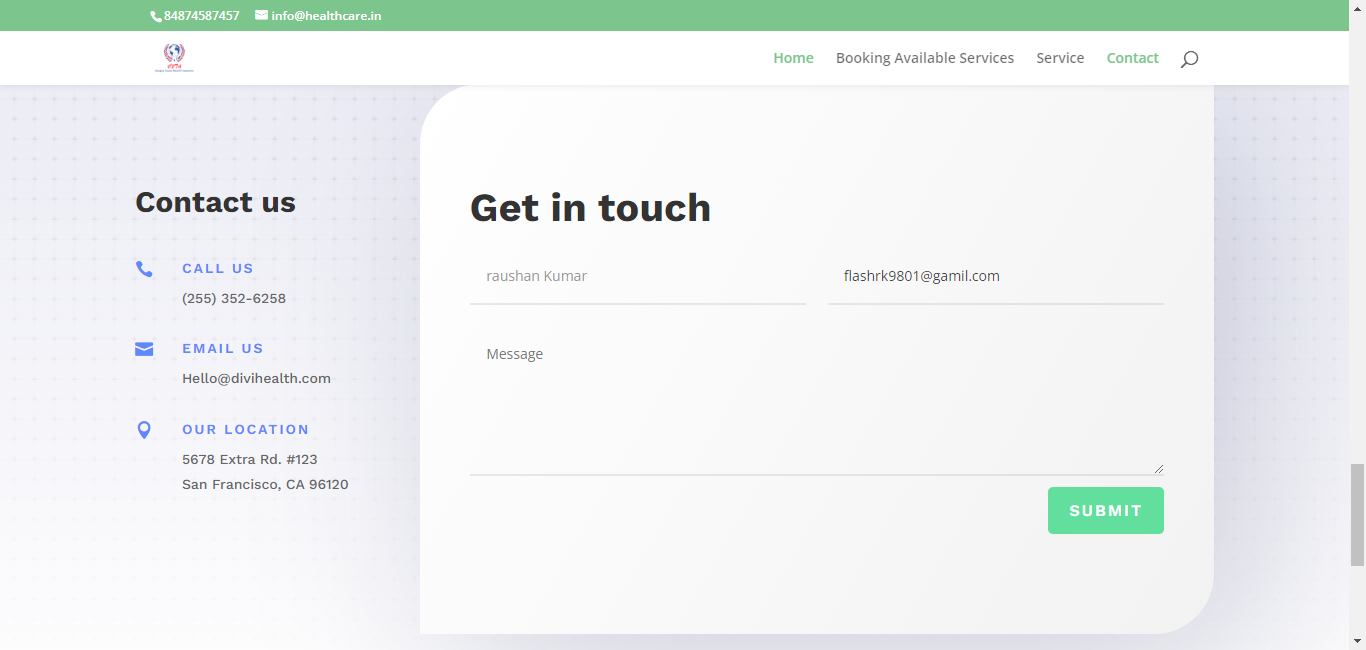 84874587457 info@healthcare.in
Home Booking Available Services Service Contact
Contact us
CALL US
(255) 352-6258
EMAIL US
Hello@divihealth.com
OUR LOCATION
5678 Extra Rd. #123
San Francisco, CA 96120
Get in touch
raushan Kumar flashrk9801@gamil.com
Message
SUBMIT